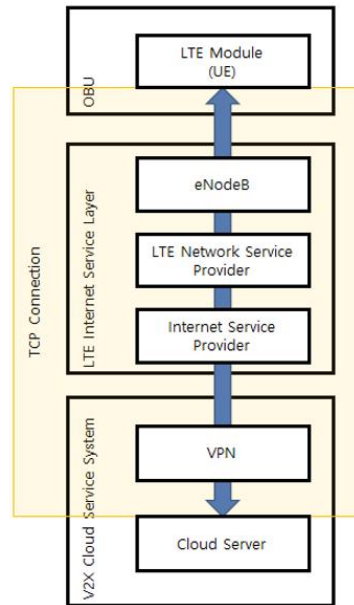 OBU
LTE Module
(UE)
TCP Connection
LTE Internet Service Layer
eNodeB
LTE Network Service
Provider
Internet Service
Provider
V2X Cloud Service System
VPN
Cloud Server